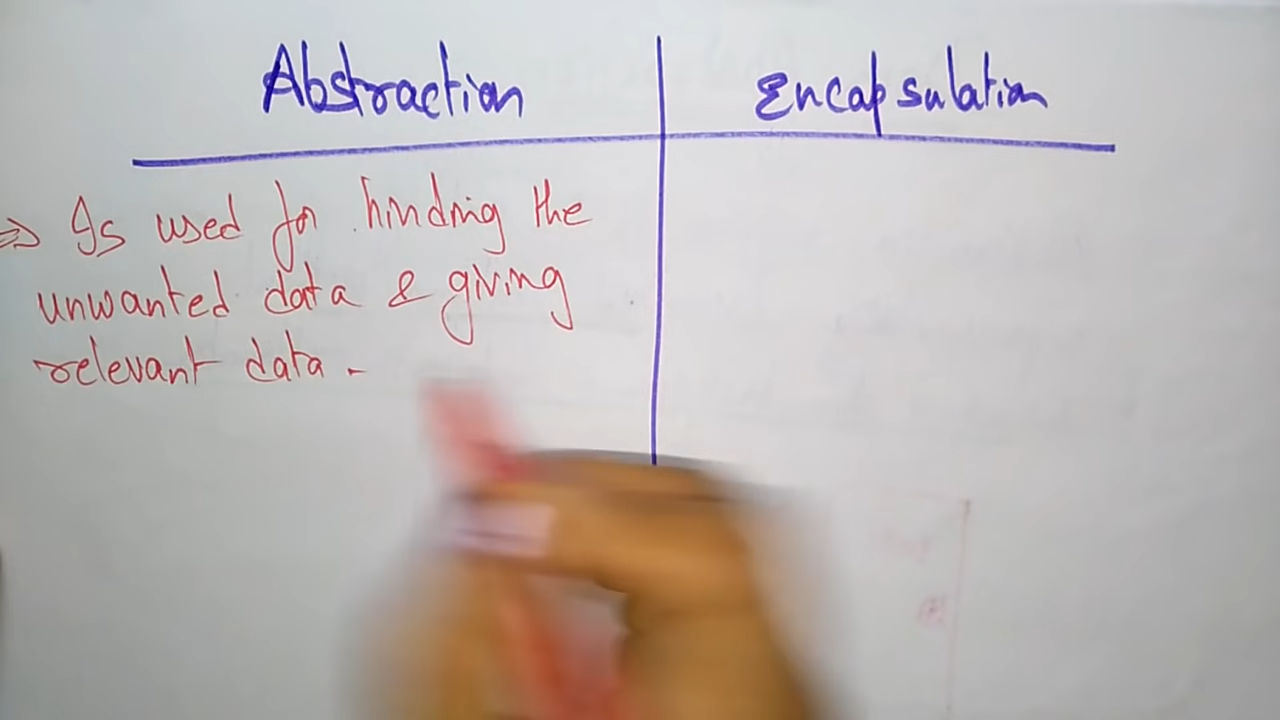 Abstraction Encapsulation
⇒ Is used for hinding the
unwanted data & giving
relevant data.